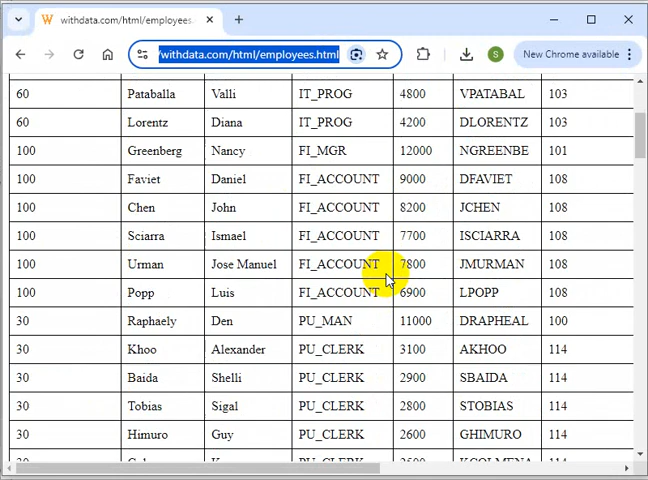 withdata.com/html/employees.
/withdata.com/html/employees.html
S
New Chrome available
60 Pataballa Valli IT_PROG 4800 VPATABAL 103
60 Lorentz Diana IT_PROG 4200 DLORENTZ 103
100 Greenberg Nancy FI_MGR 12000 NGREENBE 101
100 Faviet Daniel FI_ACCOUNT 9000 DFAVIET 108
100 Chen John FI_ACCOUNT 8200 JCHEN 108
100 Sciarra Ismael FI_ACCOUNT 7700 ISCIARRA 108
100 Urman Jose Manuel FI_ACCOUNT 7800 JMURMAN 108
100 Popp Luis FI_ACCOUNT 6900 LPOPP 108
30 Raphaely Den PU_MAN 11000 DRAPHEAL 100
30 Khoo Alexander PU_CLERK 3100 AKHOO 114
30 Baida Shelli PU_CLERK 2900 SBAIDA 114
30 Tobias Sigal PU_CLERK 2800 STOBIAS 114
30 Himuro Guy PU_CLERK 2600 GHIMURO 114